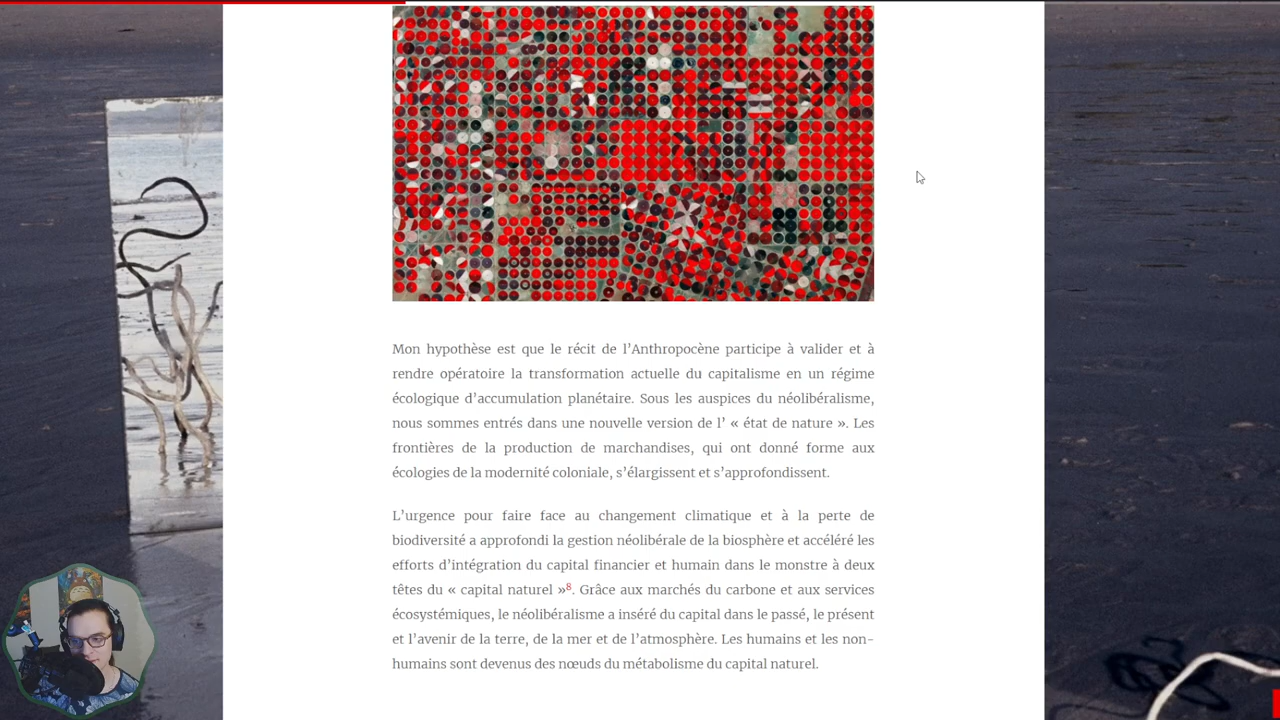 Mon hypothèse est que le récit de l’Anthropocène participe à valider et à
rendre opératoire la transformation actuelle du capitalisme en un régime
écologique d’accumulation planétaire. Sous les auspices du néolibéralisme,
nous sommes entrés dans une nouvelle version de l’ « état de nature ». Les
frontières de la production de marchandises, qui ont donné forme aux
écologies de la modernité coloniale, s’élargissent et s’approfondissent.
L’urgence pour faire face au changement climatique et à la perte de
biodiversité a approfondi la gestion néolibérale de la biosphère et accéléré les
efforts d’intégration du capital financier et humain dans le monstre à deux
têtes du « capital naturel »8. Grâce aux marchés du carbone et aux services
écosystémiques, le néolibéralisme a inséré du capital dans le passé, le présent
et l’avenir de la terre, de la mer et de l’atmosphère. Les humains et les non-
humains sont devenus des nœuds du métabolisme du capital naturel.